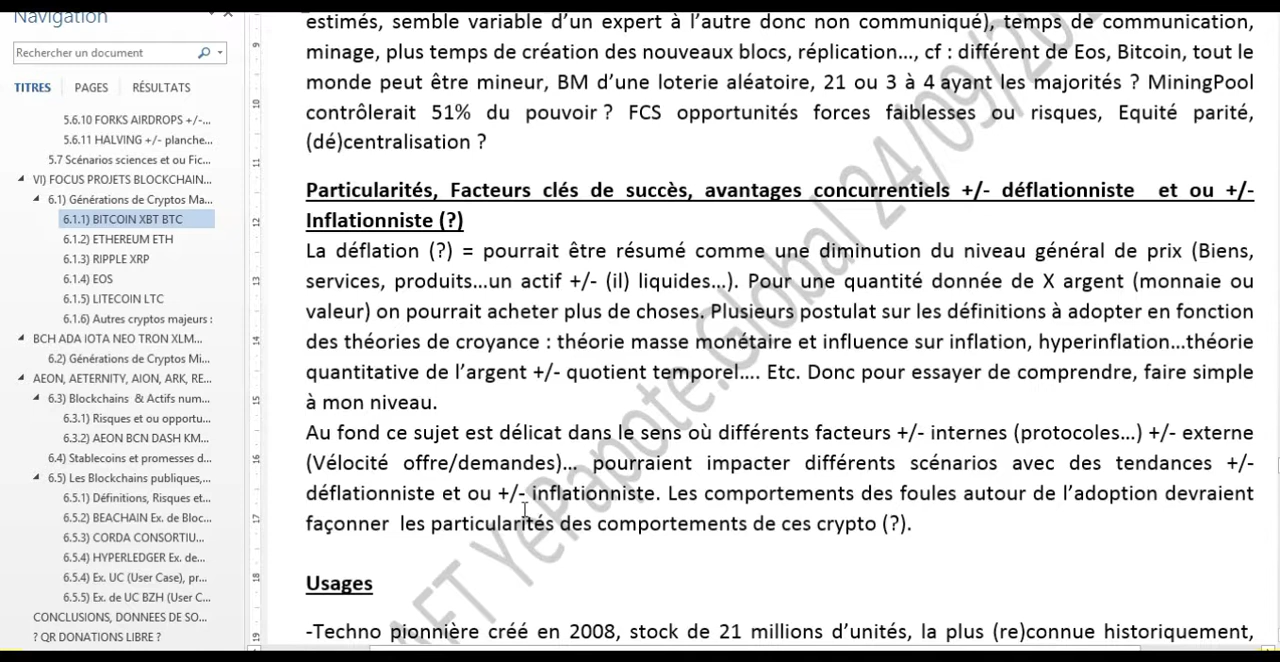 Navigation
Rechercher un document
TITRES PAGES RÉSULTATS
5.6.10 FORKS AIRDROPS +/-...
5.6.11 HALVING +/- planche...
5.7 Scénarios sciences et ou Fic...
VI) FOCUS PROJETS BLOCKCHAIN...
6.1) Générations de Cryptos Ma...
6.1.1) BITCOIN XBT BTC
6.1.2) ETHEREUM ETH
6.1.3) RIPPLE XRP
6.1.4) EOS
6.1.5) LITECOIN LTC
6.1.6) Autres cryptos majeurs :
BCH ADA IOTA NEO TRON XLM...
6.2) Générations de Cryptos Mi...
AEON, AETERNITY, AION, ARK, RE...
6.3) Blockchains & Actifs num...
6.3.1) Risques et ou opportu...
6.3.2) AEON BCN DASH KM...
6.4) Stablecoins et promesses d...
6.5) Les Blockchains publiques,...
6.5.1) Définitions, Risques et...
6.5.2) BEACHAIN Ex. de Bloc...
6.5.3) CORDA CONSORTIU...
6.5.4) HYPERLEDGER Ex. de...
6.5.4) Ex. UC (User Case), pr...
6.5.5) Ex. de UC BZH (User C...
CONCLUSIONS, DONNEES DE SO...
? QR DONATIONS LIBRE ?
9
10
11
12
13
14
15
16
17
18
19
estimés, semble variable d’un expert à l’autre donc non communiqué), temps de communication,
minage, plus temps de création des nouveaux blocs, réplication..., cf : différent de Eos, Bitcoin, tout le
monde peut être mineur, BM d’une loterie aléatoire, 21 ou 3 à 4 ayant les majorités ? MiningPool
contrôlerait 51% du pouvoir ? FCS opportunités forces faiblesses ou risques, Equité parité,
(dé)centralisation ?
Particularités, Facteurs clés de succès, avantages concurrentiels +/- déflationniste et ou +/-
Inflationniste (?)
La déflation (?) = pourrait être résumé comme une diminution du niveau général de prix (Biens,
services, produits...un actif +/- (il) liquides...). Pour une quantité donnée de X argent (monnaie ou
valeur) on pourrait acheter plus de choses. Plusieurs postulat sur les définitions à adopter en fonction
des théories de croyance : théorie masse monétaire et influence sur inflation, hyperinflation...théorie
quantitative de l’argent +/- quotient temporel.... Etc. Donc pour essayer de comprendre, faire simple
à mon niveau.
Au fond ce sujet est délicat dans le sens où différents facteurs +/- internes (protocoles...) +/- externe
(Vélocité offre/demandes)... pourraient impacter différents scénarios avec des tendances +/-
déflationniste et ou +/- inflationniste. Les comportements des foules autour de l’adoption devraient
façonner les particularités des comportements de ces crypto (?).
Usages
-Techno pionnière créé en 2008, stock de 21 millions d’unités, la plus (re)connue historiquement,
AFT YePapote.Global 24/09/20